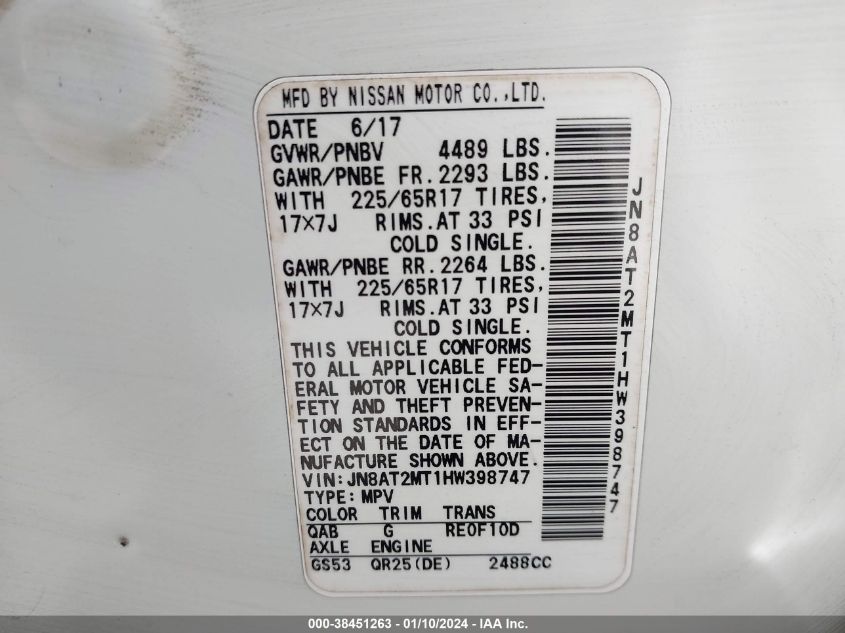 MFD BY NISSAN MOTOR CO.,LTD.
DATE 6/17
GVWR/PNBV 4489 LBS.
GAWR/PNBE FR. 2293 LBS.
WITH 225/65R17 TIRES,
17×7J RIMS.AT 33 PSI
COLD SINGLE.
GAWR/PNBE RR. 2264 LBS.
WITH 225/65R17 TIRES,
17×7J RIMS.AT 33 PSI
COLD SINGLE.
THIS VEHICLE CONFORMS
TO ALL APPLICABLE FED-
ERAL MOTOR VEHICLE SA-
FETY AND THEFT PREVEN-
TION STANDARDS IN EFF-
ECT ON THE DATE OF MA-
NUFACTURE SHOWN ABOVE.
VIN:JN8AT2MT1HW398747
TYPE:MPV
COLOR TRIM TRANS
QAB G RE0F10D
AXLE ENGINE
GS53 QR25(DE) 2488CC
JN8AT2MT1HW398747
000-38451263 - 01/10/2024 - IAA Inc.